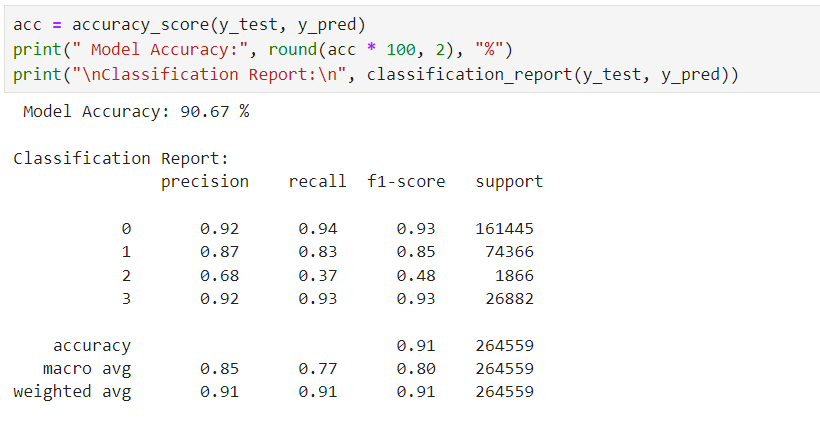 acc = accuracy_score(y_test, y_pred)
print(" Model Accuracy:", round(acc * 100, 2), "%")
print("\nClassification Report:\n", classification_report(y_test, y_pred))
Model Accuracy: 90.67 %
Classification Report:
precision recall f1-score support
0 0.92 0.94 0.93 161445
1 0.87 0.83 0.85 74366
2 0.68 0.37 0.48 1866
3 0.92 0.93 0.93 26882
accuracy 0.91 264559
macro avg 0.85 0.77 0.80 264559
weighted avg 0.91 0.91 0.91 264559